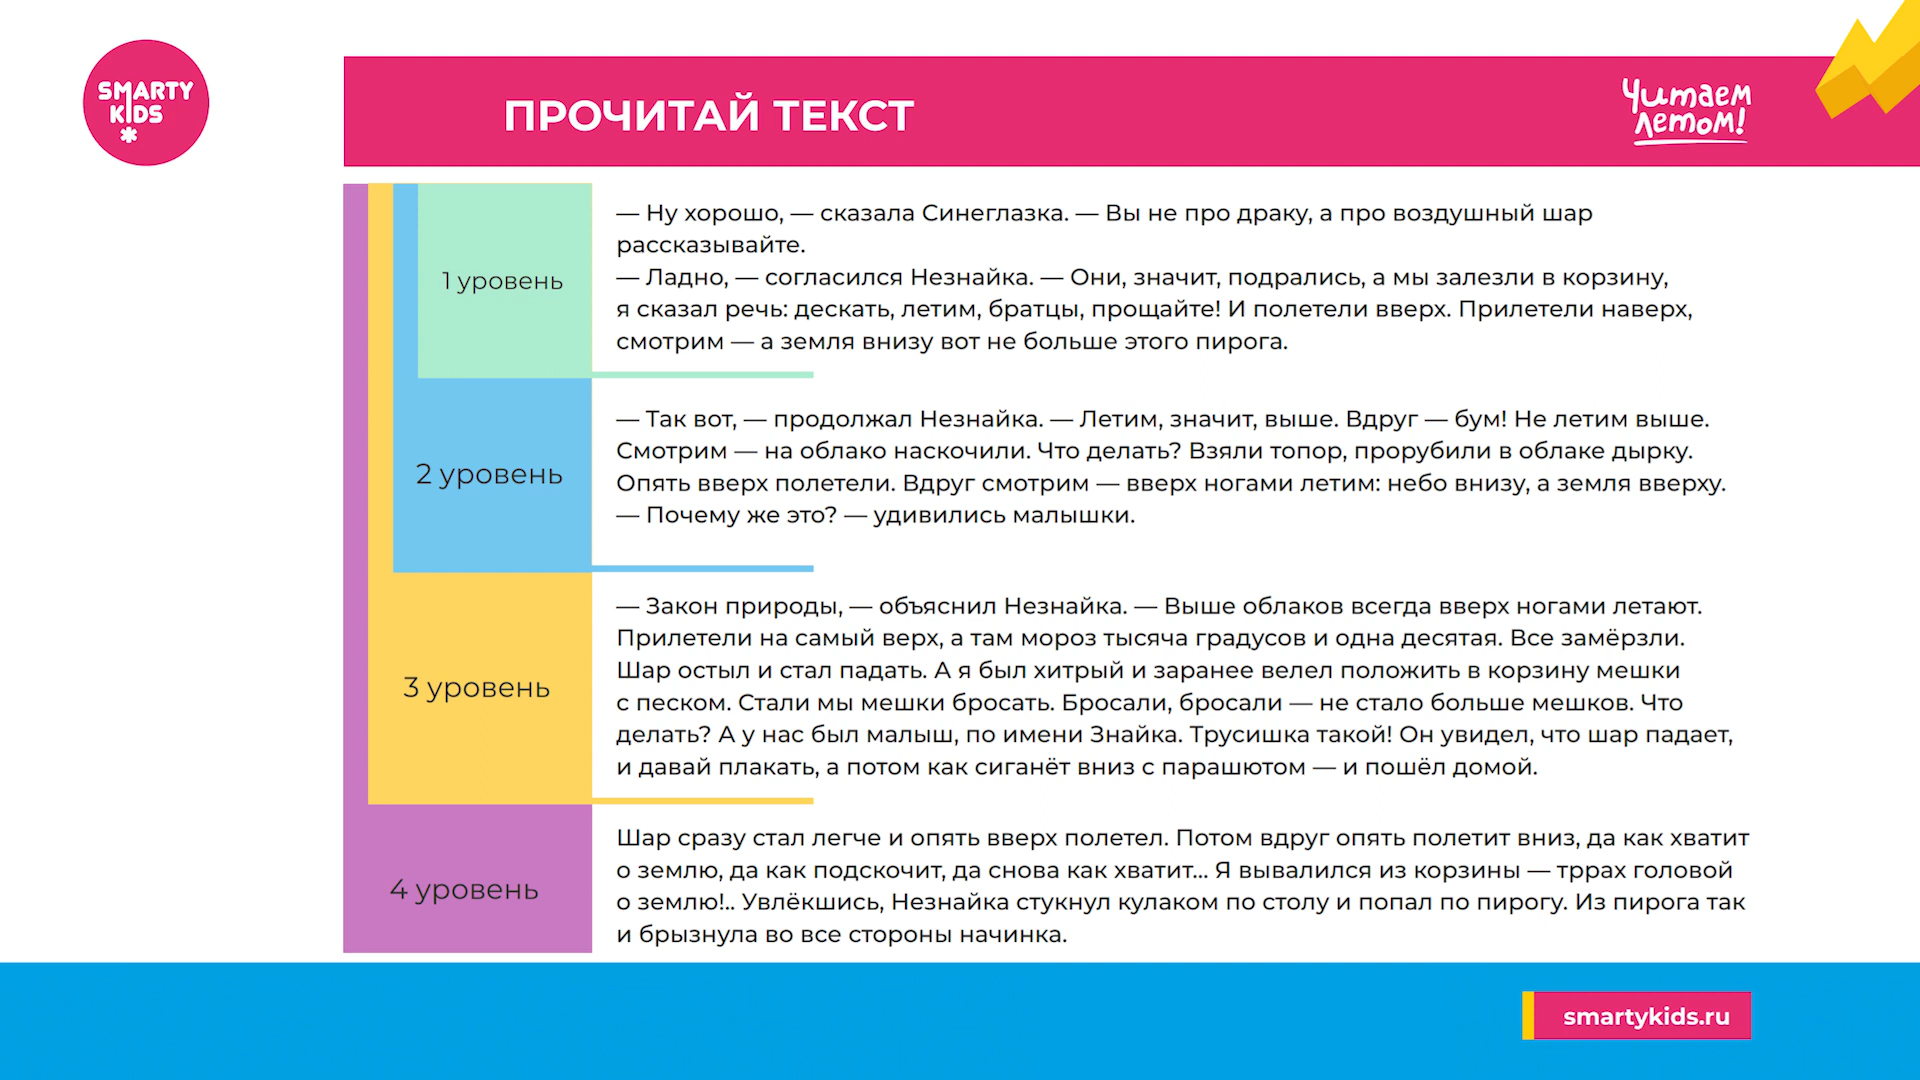 SMARTY
KIDS
ПРОЧИТАЙ ТЕКСТ
Читаем
летом!
1 уровень
— Ну хорошо, — сказала Синеглазка. — Вы не про драку, а про воздушный шар
рассказывайте.
— Ладно, — согласился Незнайка. — Они, значит, подрались, а мы залезли в корзину,
я сказал речь: дескать, летим, братцы, прощайте! И полетели вверх. Прилетели наверх,
смотрим — а земля внизу вот не больше этого пирога.
2 уровень
— Так вот, — продолжал Незнайка. — Летим, значит, выше. Вдруг — бум! Не летим выше.
Смотрим — на облако наскочили. Что делать? Взяли топор, прорубили в облаке дырку.
Опять вверх полетели. Вдруг смотрим — вверх ногами летим: небо внизу, а земля вверху.
— Почему же это? — удивились малышки.
3 уровень
— Закон природы, — объяснил Незнайка. — Выше облаков всегда вверх ногами летают.
Прилетели на самый верх, а там мороз тысяча градусов и одна десятая. Все замёрзли.
Шар остыл и стал падать. А я был хитрый и заранее велел положить в корзину мешки
с песком. Стали мы мешки бросать. Бросали, бросали — не стало больше мешков. Что
делать? А у нас был малыш, по имени Знайка. Трусишка такой! Он увидел, что шар падает,
и давай плакать, а потом как сиганёт вниз с парашютом — и пошёл домой.
4 уровень
Шар сразу стал легче и опять вверх полетел. Потом вдруг опять полетит вниз, да как хватит
о землю, да как подскочит, да снова как хватит... Я вывалился из корзины — тррах головой
о землю!.. Увлёкшись, Незнайка стукнул кулаком по столу и попал по пирогу. Из пирога так
и брызнула во все стороны начинка.
smartykids.ru